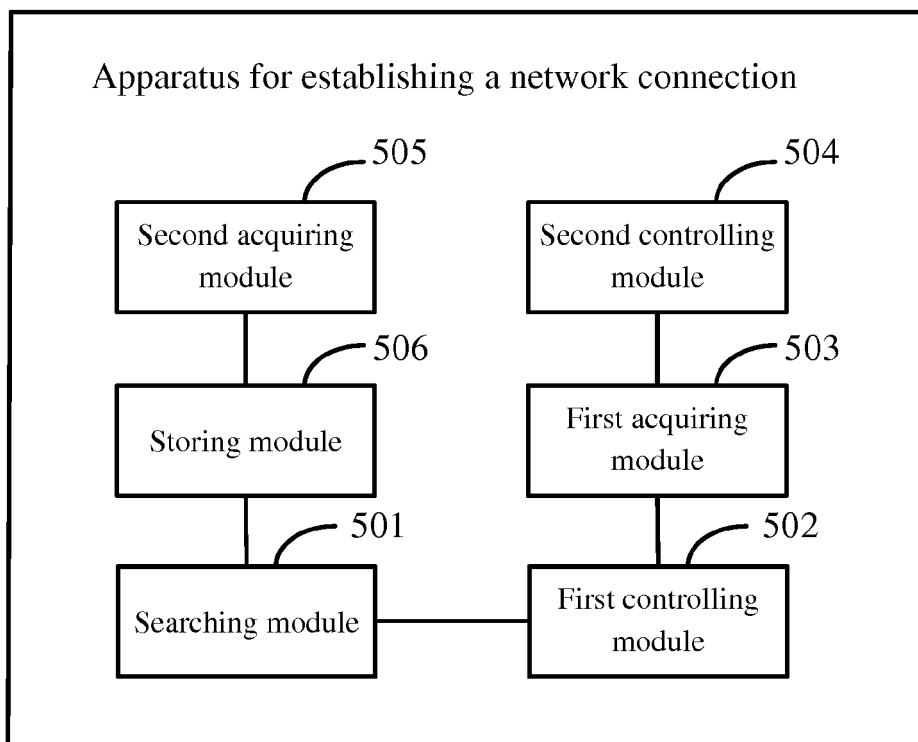 Apparatus for establishing a network connection
505
504
Second acquiring
module
Second controlling
module
506
503
Storing module
First acquiring
module
501
502
Searching module
First controlling
module